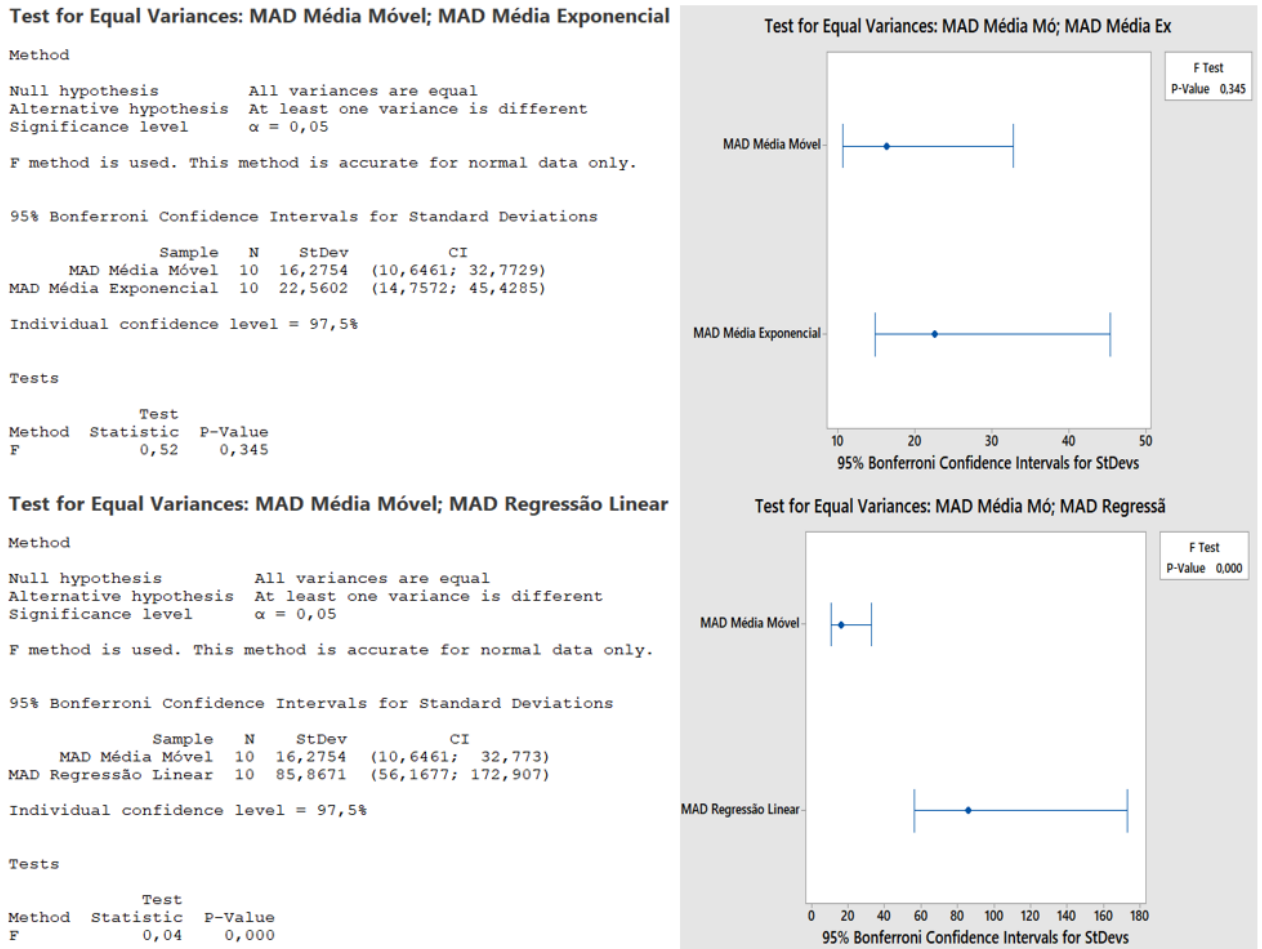 Test for Equal Variances: MAD Média Móvel; MAD Média Exponencial
Method
Null hypothesis All variances are equal
Alternative hypothesis At least one variance is different
Significance level α = 0,05
F method is used. This method is accurate for normal data only.
95% Bonferroni Confidence Intervals for Standard Deviations
Sample N StDev CI
MAD Média Móvel 10 16,2754 (10,6461; 32,7729)
MAD Média Exponencial 10 22,5602 (14,7572; 45,4285)
Individual confidence level = 97,5%
Tests
Test
Method Statistic P-Value
F 0,52 0,345
Test for Equal Variances: MAD Média Mó; MAD Média Ex
F Test
P-Value 0,345
MAD Média Móvel
MAD Média Exponencial
10 20 30 40 50
95% Bonferroni Confidence Intervals for StDevs
Test for Equal Variances: MAD Média Móvel; MAD Regressão Linear
Method
Null hypothesis All variances are equal
Alternative hypothesis At least one variance is different
Significance level α = 0,05
F method is used. This method is accurate for normal data only.
95% Bonferroni Confidence Intervals for Standard Deviations
Sample N StDev CI
MAD Média Móvel 10 16,2754 (10,6461; 32,773)
MAD Regressão Linear 10 85,8671 (56,1677; 172,907)
Individual confidence level = 97,5%
Tests
Test
Method Statistic P-Value
F 0,04 0,000
Test for Equal Variances: MAD Média Mó; MAD Regressã
F Test
P-Value 0,000
MAD Média Móvel
MAD Regressão Linear
0 20 40 60 80 100 120 140 160 180
95% Bonferroni Confidence Intervals for StDevs